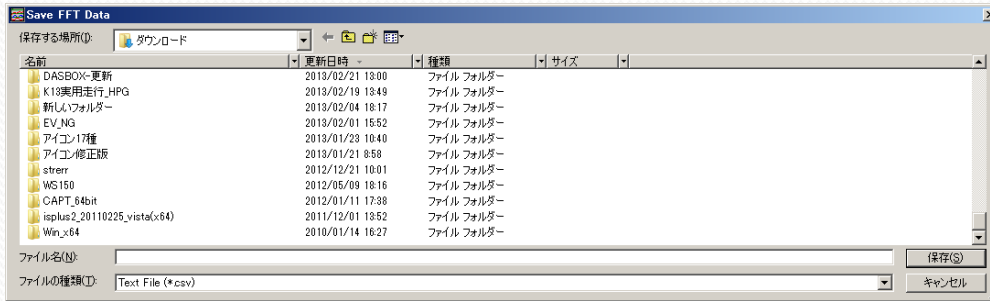 Save FFT Data
保存する場所(I): ダウンロード
名前 更新日時 種類 サイズ
DASBOX-更新 2013/02/21 13:00 ファイル フォルダー
K13実用走行_HPG 2013/02/19 13:49 ファイル フォルダー
新しいフォルダー 2013/02/04 18:17 ファイル フォルダー
EV_NG 2013/02/01 15:52 ファイル フォルダー
アイコン17種 2013/01/23 10:40 ファイル フォルダー
アイコン修正版 2013/01/21 8:58 ファイル フォルダー
strerr 2012/12/21 10:01 ファイル フォルダー
WS150 2012/05/09 18:16 ファイル フォルダー
CAPT_64bit 2012/01/11 17:38 ファイル フォルダー
isplus2_20110225_vista(x64) 2011/12/01 13:52 ファイル フォルダー
Win_x64 2010/01/14 16:27 ファイル フォルダー
ファイル名(N): 保存(S)
ファイルの種類(T): Text File (*.csv) キャンセル